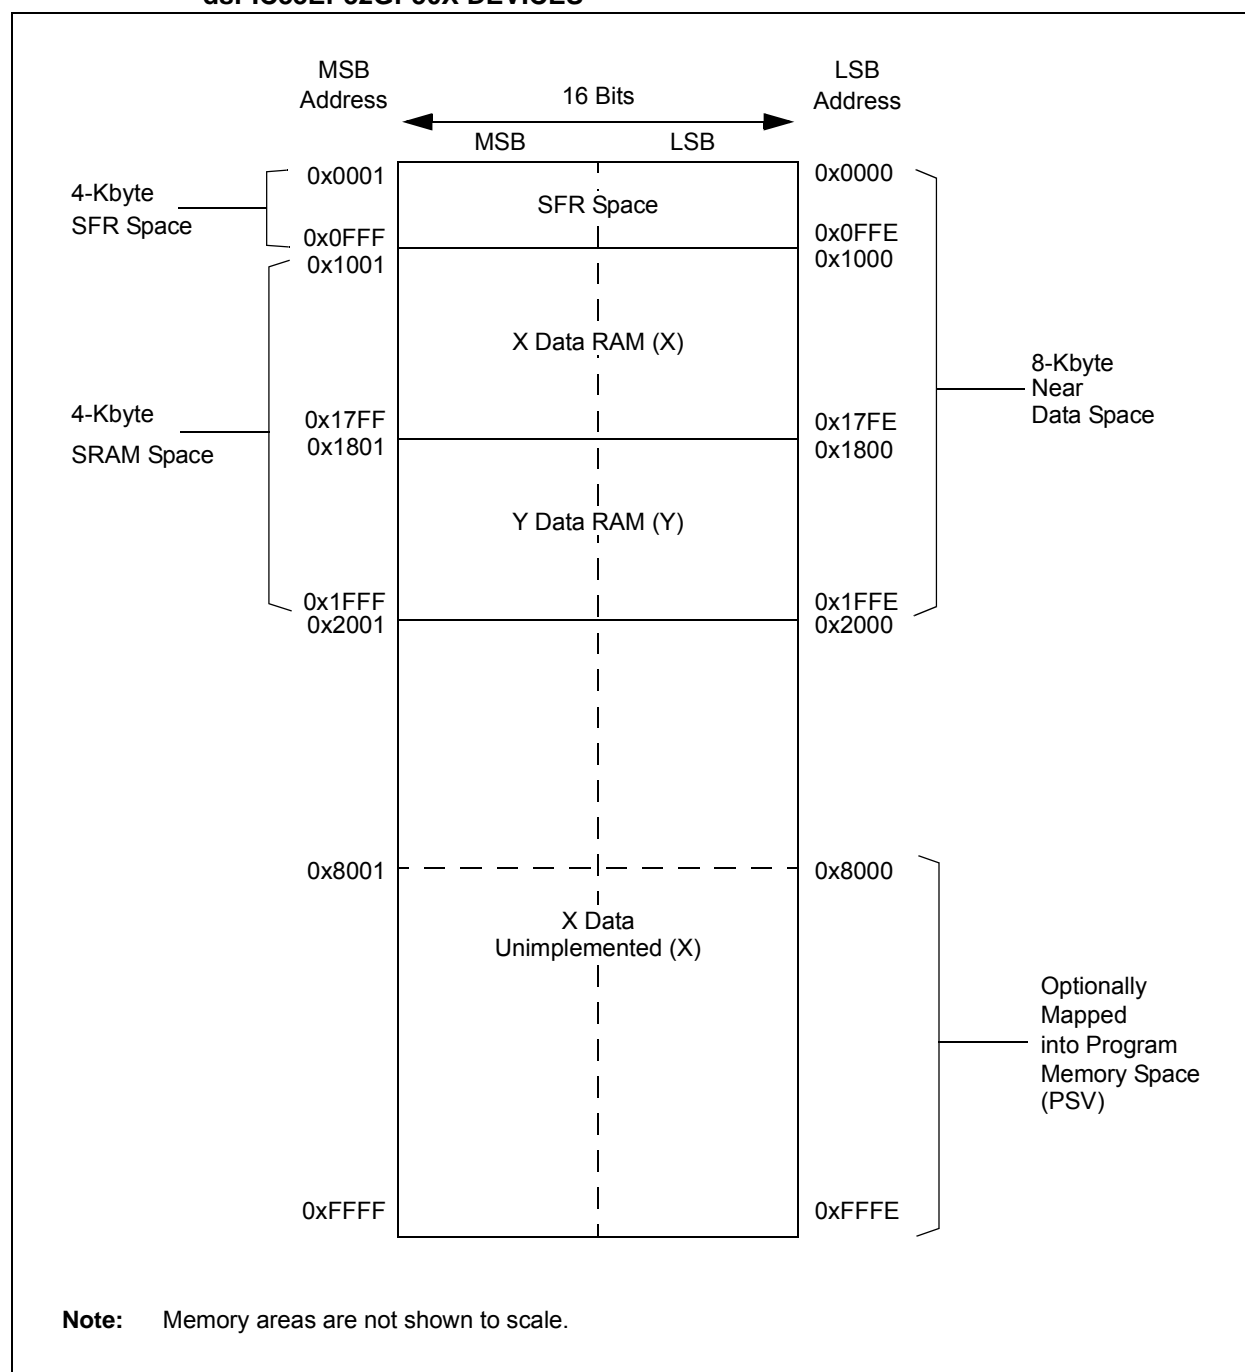 DEVICES
MSB
Address
16 Bits
LSB
Address
MSB
LSB
0x0001
0x0000
4-Kbyte
SFR Space
SFR Space
0x0FFF
0x0FFE
0x1001
0x1000
X Data RAM (X)
8-Kbyte
Near
Data Space
4-Kbyte
SRAM Space
0x17FF
0x17FE
0x1801
0x1800
Y Data RAM (Y)
0x1FFF
0x1FFE
0x2001
0x2000
0x8001
0x8000
X Data
Unimplemented (X)
Optionally
Mapped
into Program
Memory Space
(PSV)
0xFFFF
0xFFFE
Note: Memory areas are not shown to scale.